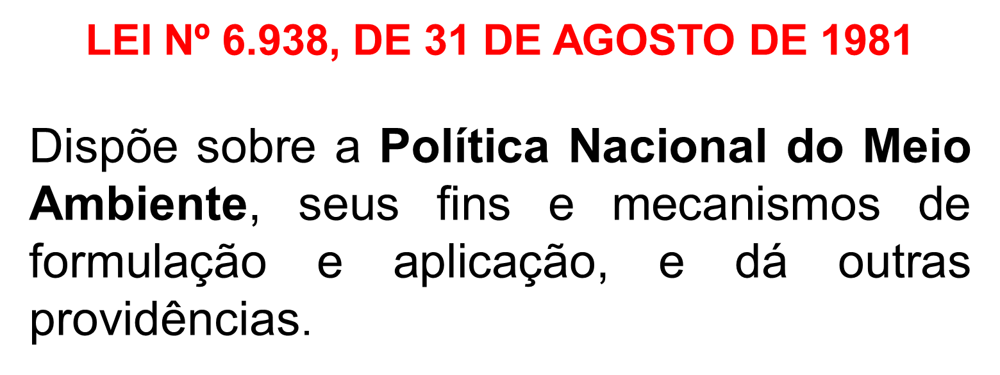 LEI Nº 6.938, DE 31 DE AGOSTO DE 1981
Dispõe sobre a Política Nacional do Meio
Ambiente, seus fins e mecanismos de
formulação e aplicação, e dá outras
providências.